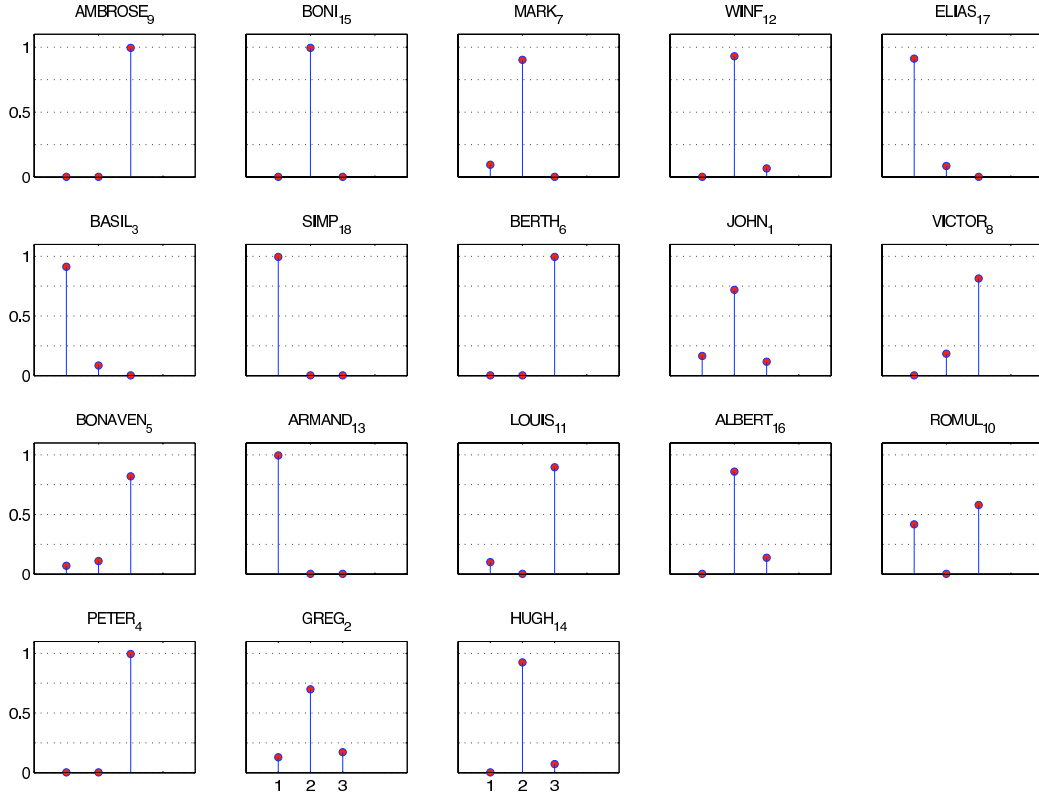 AMBROSE9 BONI15 MARK7 WINF12 ELIAS17
1
0.5
0
BASIL3 SIMP18 BERTH6 JOHN1 VICTOR8
1
0.5
0
BONAVEN5 ARMAND13 LOUIS11 ALBERT16 ROMUL10
1
0.5
0
PETER4 GREG2 HUGH14
1
0.5
0
1 2 3 1 2 3